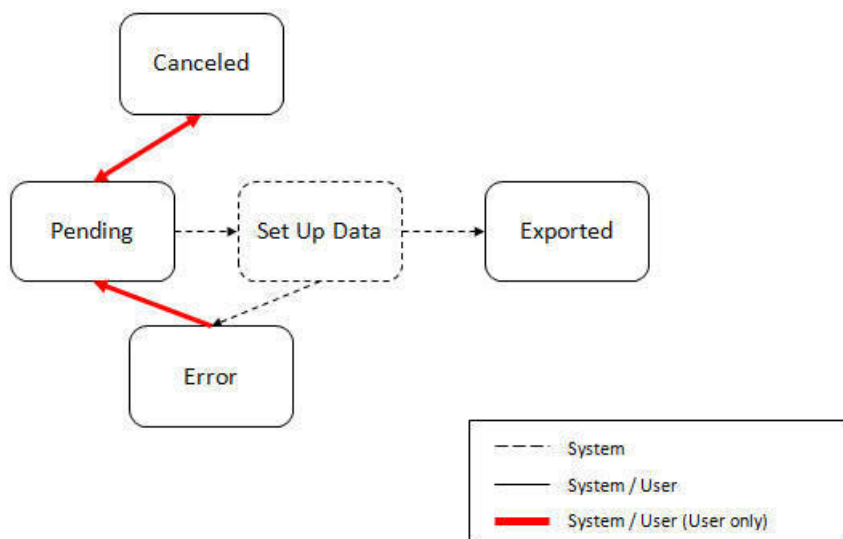 Canceled
Pending
Set Up Data
Exported
Error
System
System / User
System / User (User only)